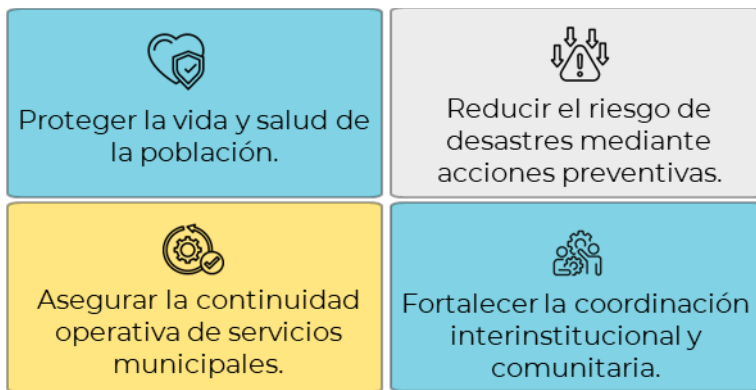 Proteger la vida y salud de
la población.
Reducir el riesgo de
desastres mediante
acciones preventivas.
Asegurar la continuidad
operativa de servicios
municipales.
Fortalecer la coordinación
interinstitucional y
comunitaria.